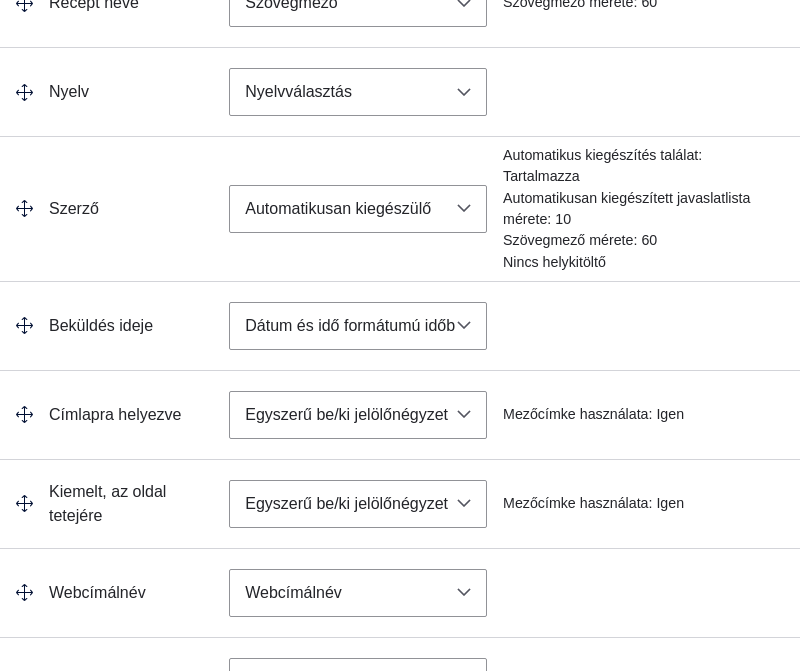 Recept neve
Szövegmező
Szövegmező mérete: 60
Nyelv
Nyelvválasztás
Szerző
Automatikusan kiegészülő
Automatikus kiegészítés találat:
Tartalmazza
Automatikusan kiegészített javaslatlista
mérete: 10
Szövegmező mérete: 60
Nincs helykitöltő
Beküldés ideje
Dátum és idő formátumú időb
Címlapra helyezve
Egyszerű be/ki jelölőnégyzet
Mezőcímke használata: Igen
Kiemelt, az oldal
tetejére
Egyszerű be/ki jelölőnégyzet
Mezőcímke használata: Igen
Webcímálnév
Webcímálnév